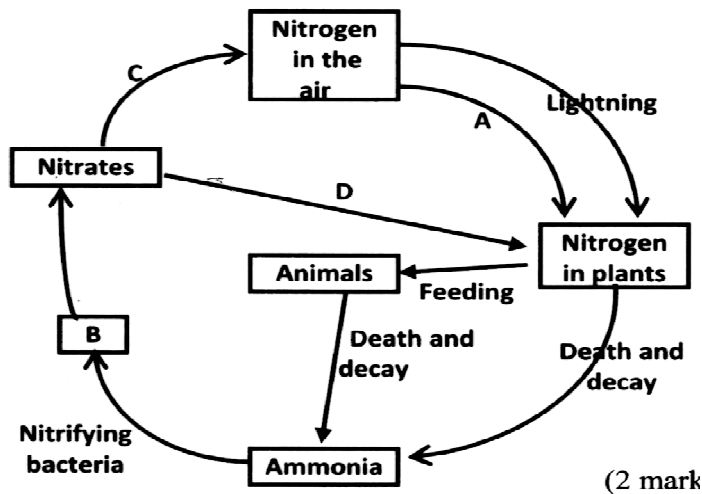 Nitrogen
in the
air
C
Lightning
A
Nitrates
D
Nitrogen
in plants
Animals
Feeding
B
Death and
decay
Death and
decay
Nitrifying
bacteria
Ammonia
(2 mark